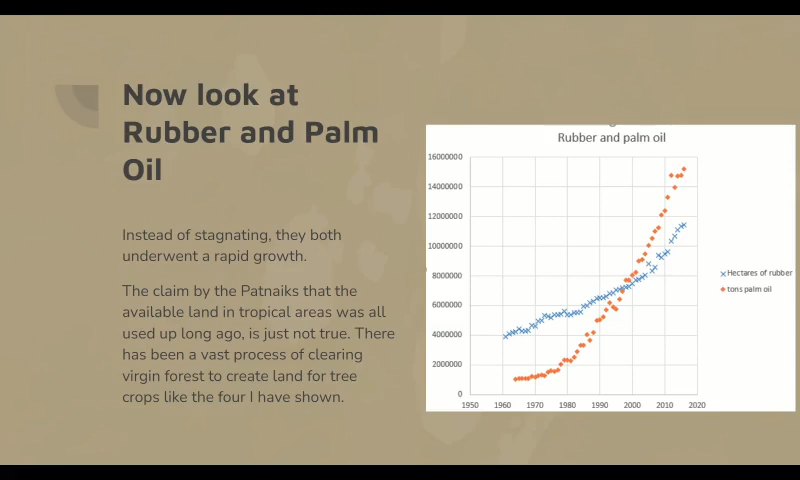 Now look at
Rubber and Palm
Oil
Instead of stagnating, they both
underwent a rapid growth.
The claim by the Patnaiks that the
available land in tropical areas was all
used up long ago, is just not true. There
has been a vast process of clearing
virgin forest to create land for tree
crops like the four I have shown.
Rubber and palm oil
16000000
14000000
12000000
10000000
8000000
6000000
4000000
2000000
0
1950 1960 1970 1980 1990 2000 2010 2020
Hectares of rubber
tons palm oil